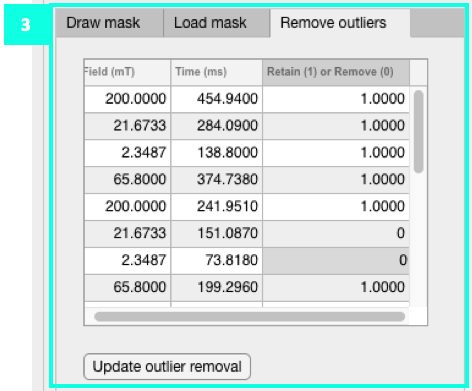 3
Draw mask Load mask Remove outliers
Field (mT) Time (ms) Retain (1) or Remove (0)
200.0000 454.9400 1.0000
21.6733 284.0900 1.0000
2.3487 138.8000 1.0000
65.8000 374.7380 1.0000
200.0000 241.9510 1.0000
21.6733 151.0870 0
2.3487 73.8180 0
65.8000 199.2960 1.0000
Update outlier removal